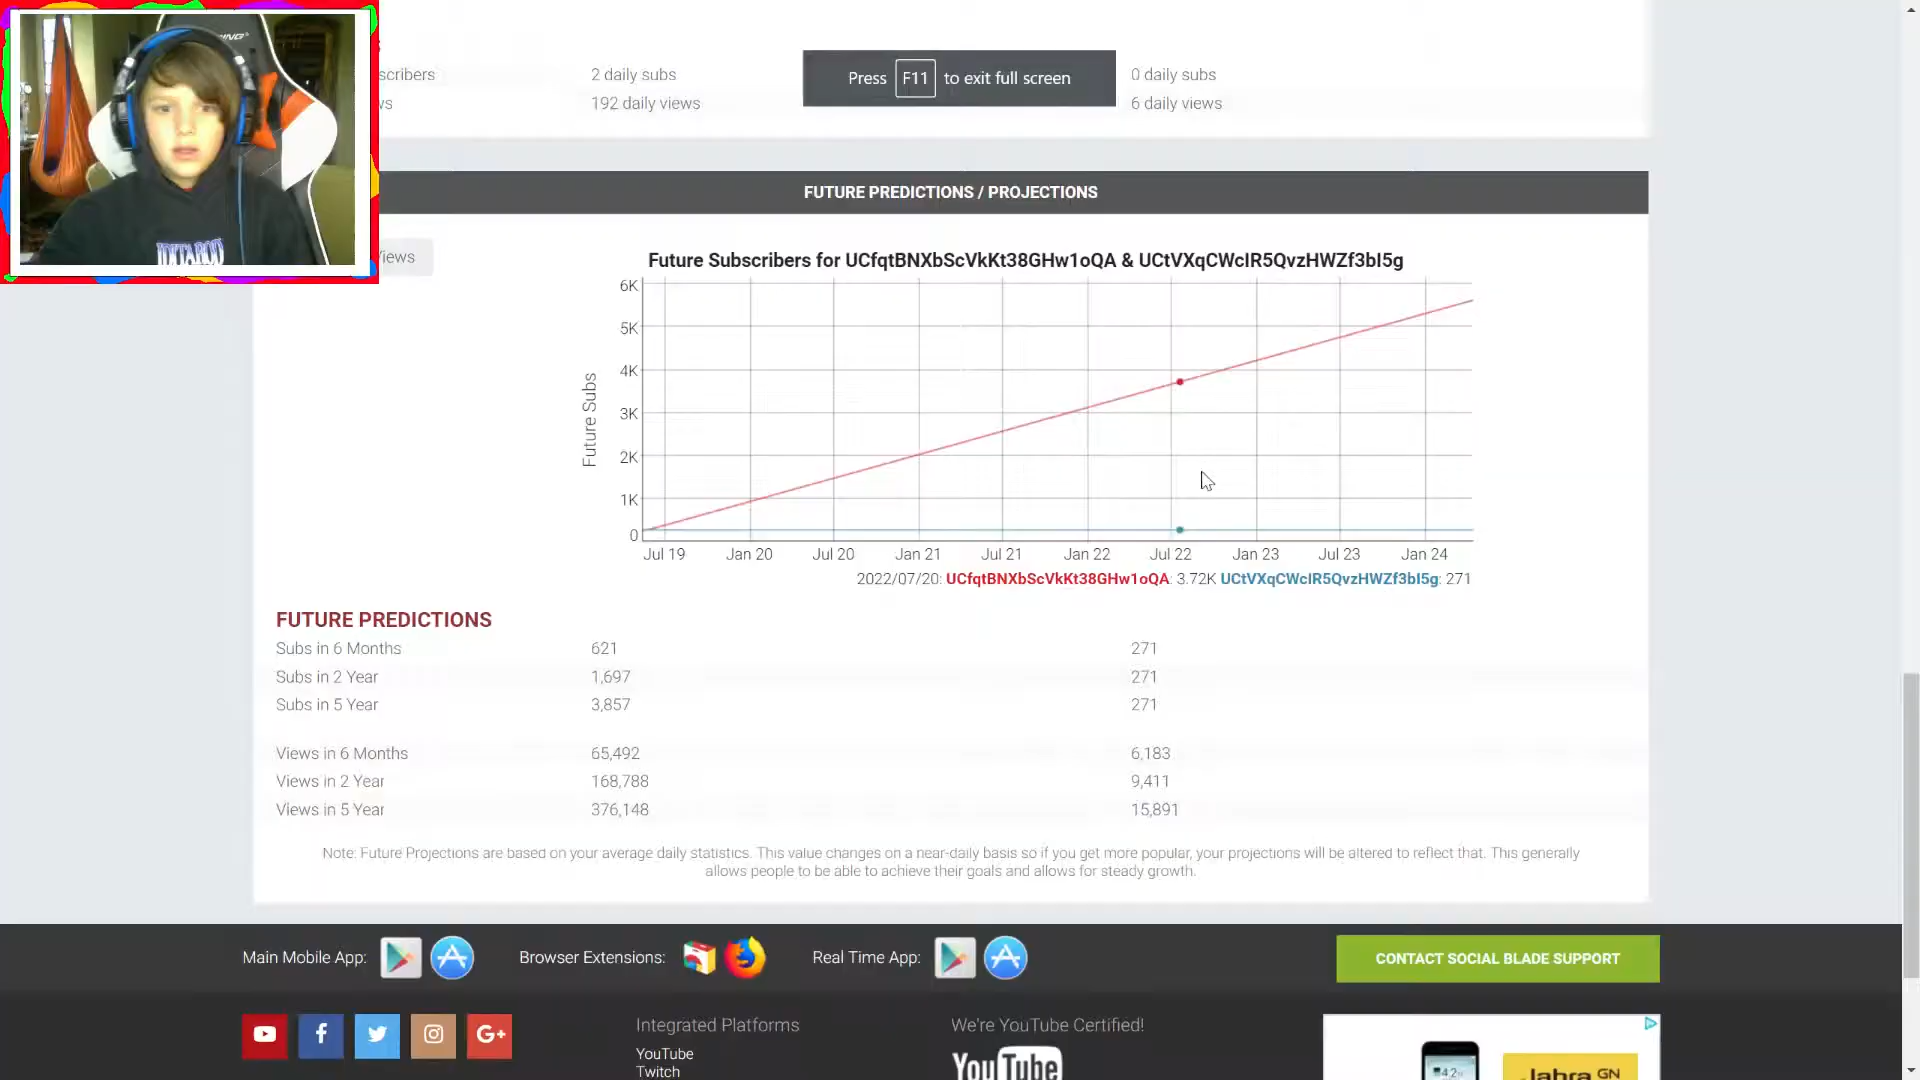 scribers
2 daily subs
Press F11 to exit full screen
0 daily subs
192 daily views
6 daily views
FUTURE PREDICTIONS / PROJECTIONS
Views
Future Subscribers for UCfqtBNXbScVkKt38GHw1oQA & UCtVXqCWcIR5QvzHWZf3bI5g
6K
5K
4K
3K
2K
1K
0
Future Subs
Jul 19
Jan 20
Jul 20
Jan 21
Jul 21
Jan 22
Jul 22
Jan 23
Jul 23
Jan 24
2022/07/20: UCfqtBNXbScVkKt38GHw1oQA: 3.72K UCtVXqCWcIR5QvzHWZf3bI5g: 271
FUTURE PREDICTIONS
Subs in 6 Months 621 271
Subs in 2 Year 1,697 271
Subs in 5 Year 3,857 271
Views in 6 Months 65,492 6,183
Views in 2 Year 168,788 9,411
Views in 5 Year 376,148 15,891
Note: Future Projections are based on your average daily statistics. This value changes on a near-daily basis so if you get more popular, your projections will be altered to reflect that. This generally
allows people to be able to achieve their goals and allows for steady growth.
Main Mobile App:
Browser Extensions:
Real Time App:
CONTACT SOCIAL BLADE SUPPORT
G+
Integrated Platforms
YouTube
Twitch
We're YouTube Certified!
YouTube
Jabra GN
IDITAROD